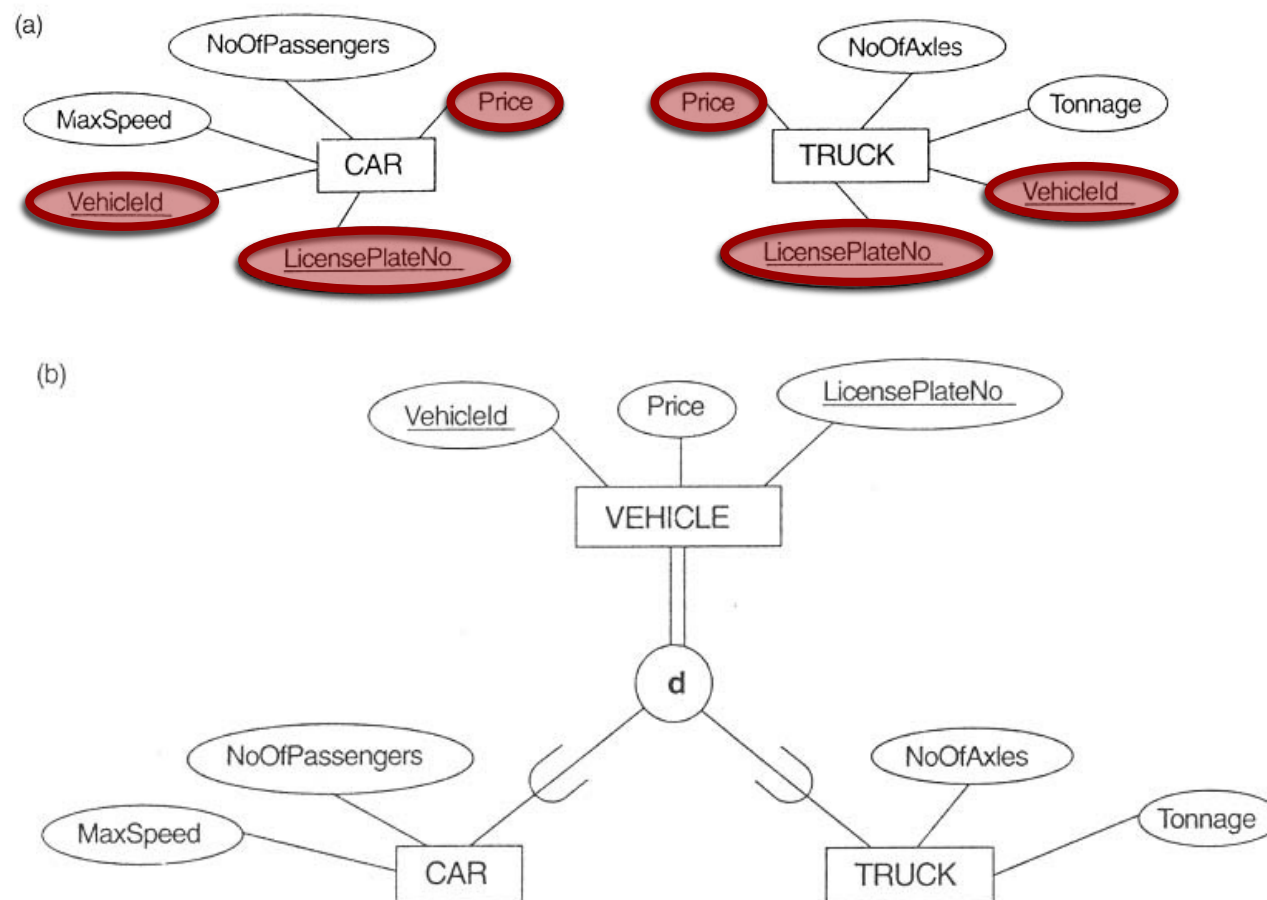 (a)
NoOfPassengers
NoOfAxles
Price
Price
MaxSpeed
Tonnage
CAR
TRUCK
VehicleId
VehicleId
LicensePlateNo
LicensePlateNo
(b)
VehicleId
Price
LicensePlateNo
VEHICLE
d
NoOfPassengers
NoOfAxles
MaxSpeed
Tonnage
CAR
TRUCK